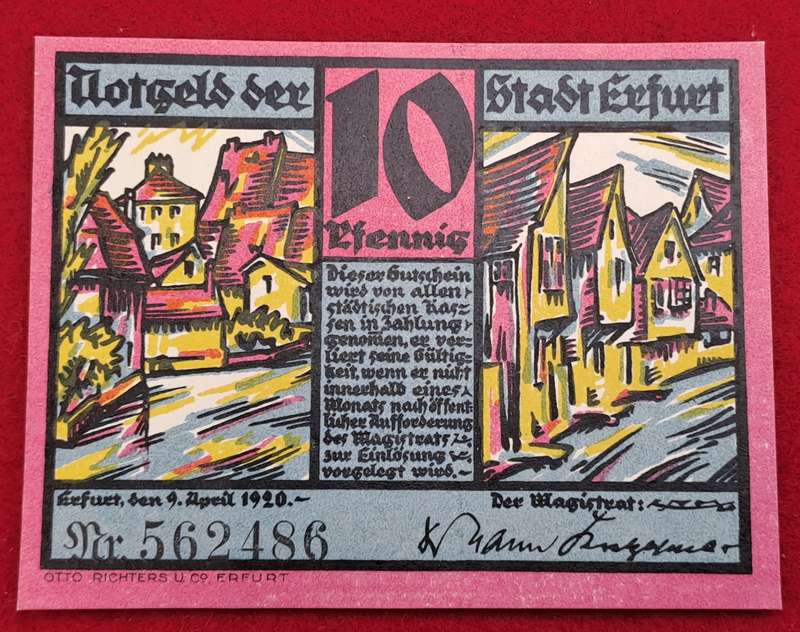 Notgeld der
10
Stadt Erfurt
Pfennig
Dieser Gutschein
wird von allen
städtischen Kas=
sen in Zahlung
genomen, er ver=
liert seine Gültig=
keit, wenn er nicht
innerhalb eines
Monats nach öffent
licher Aufforderung
des Magistrats
zur Einlösung
vorgelegt wird.-
Erfurt, den 9. April 1920.-
Der Magistrat:
Nr. 562486
OTTO RICHTERS U. Co. ERFURT